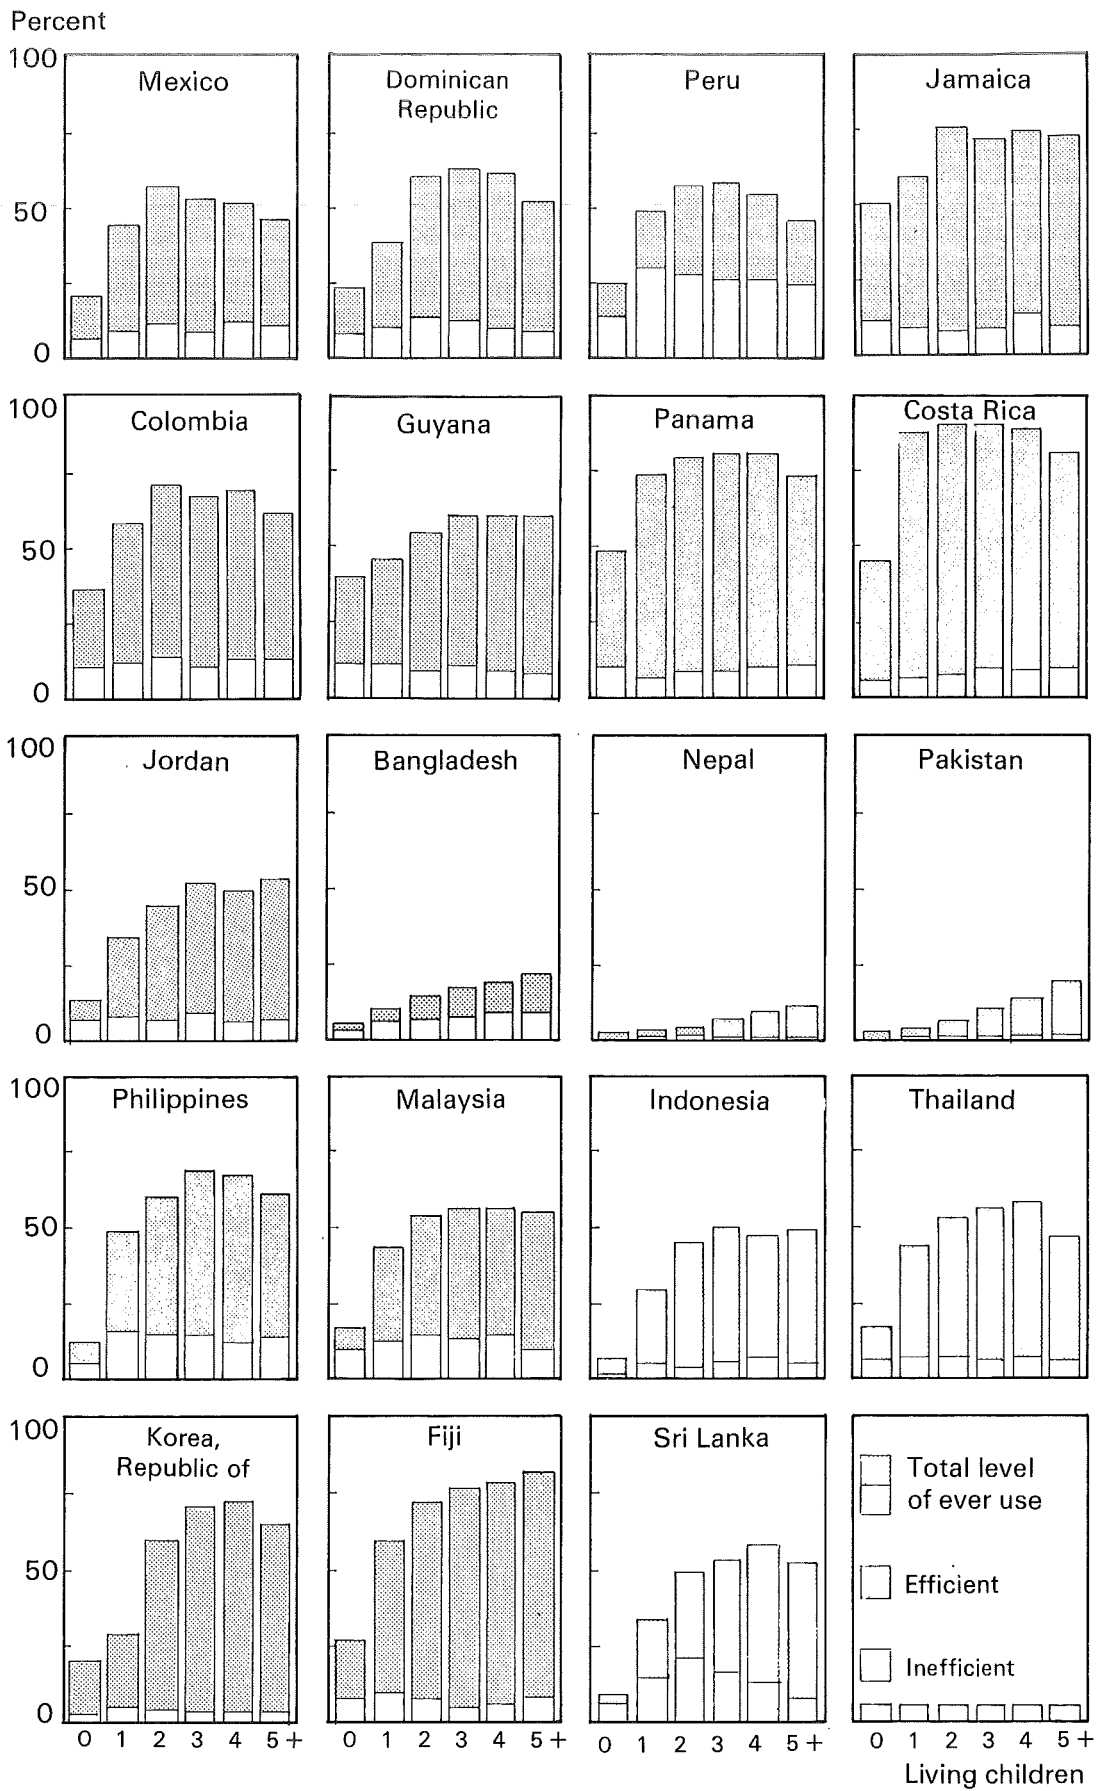 Percent
100
Mexico
Dominican
Republic
Peru
Jamaica
50
0
100
Colombia
Guyana
Panama
Costa Rica
50
0
100
Jordan
Bangladesh
Nepal
Pakistan
50
0
100
Philippines
Malaysia
Indonesia
Thailand
50
0
100
Korea,
Republic of
Fiji
Sri Lanka
Total level
of ever use
50
Efficient
Inefficient
0
0 1 2 3 4 5+
0 1 2 3 4 5+
0 1 2 3 4 5+
0 1 2 3 4 5+
Living children